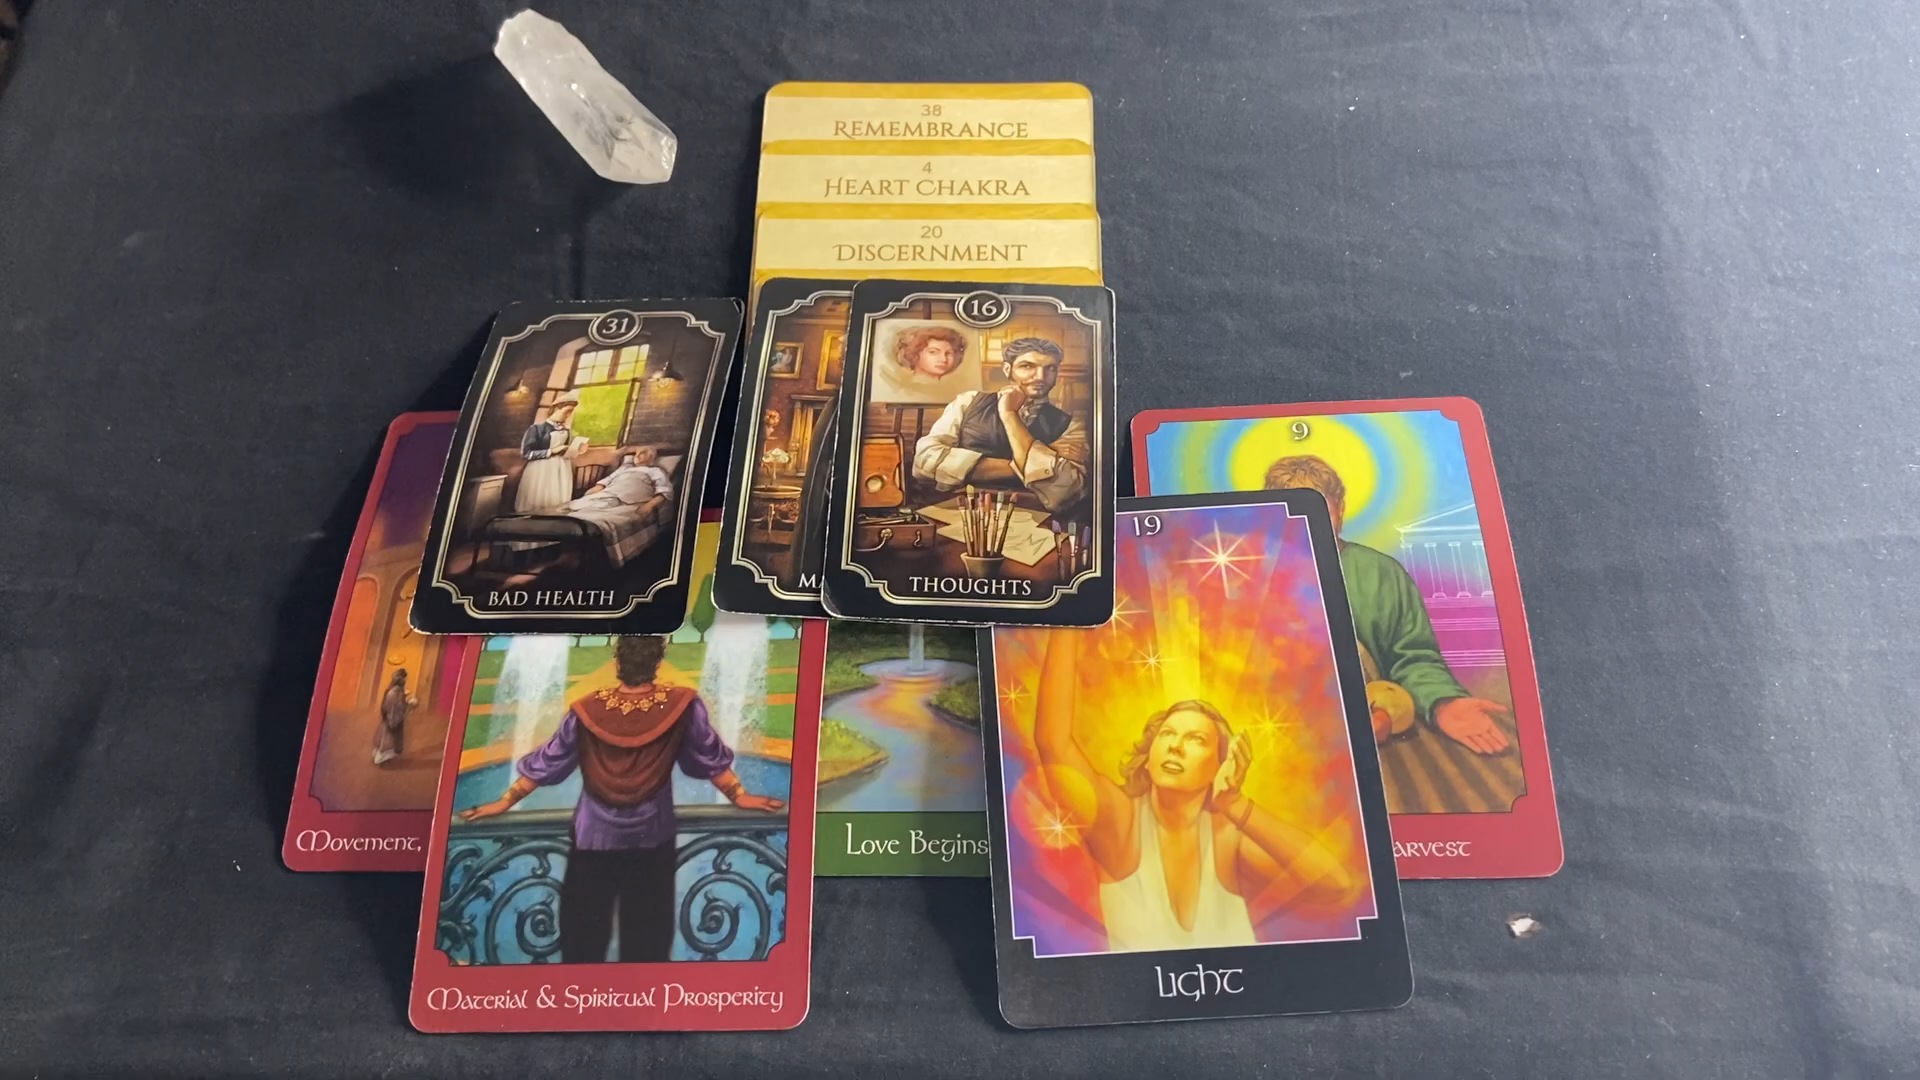 38
REMEMBRANCE
4
HEART CHAKRA
20
DISCERNMENT
31
BAD HEALTH
16
THOUGHTS
9
19
Movement,
Love Begins
Material & Spiritual Prosperity
Light